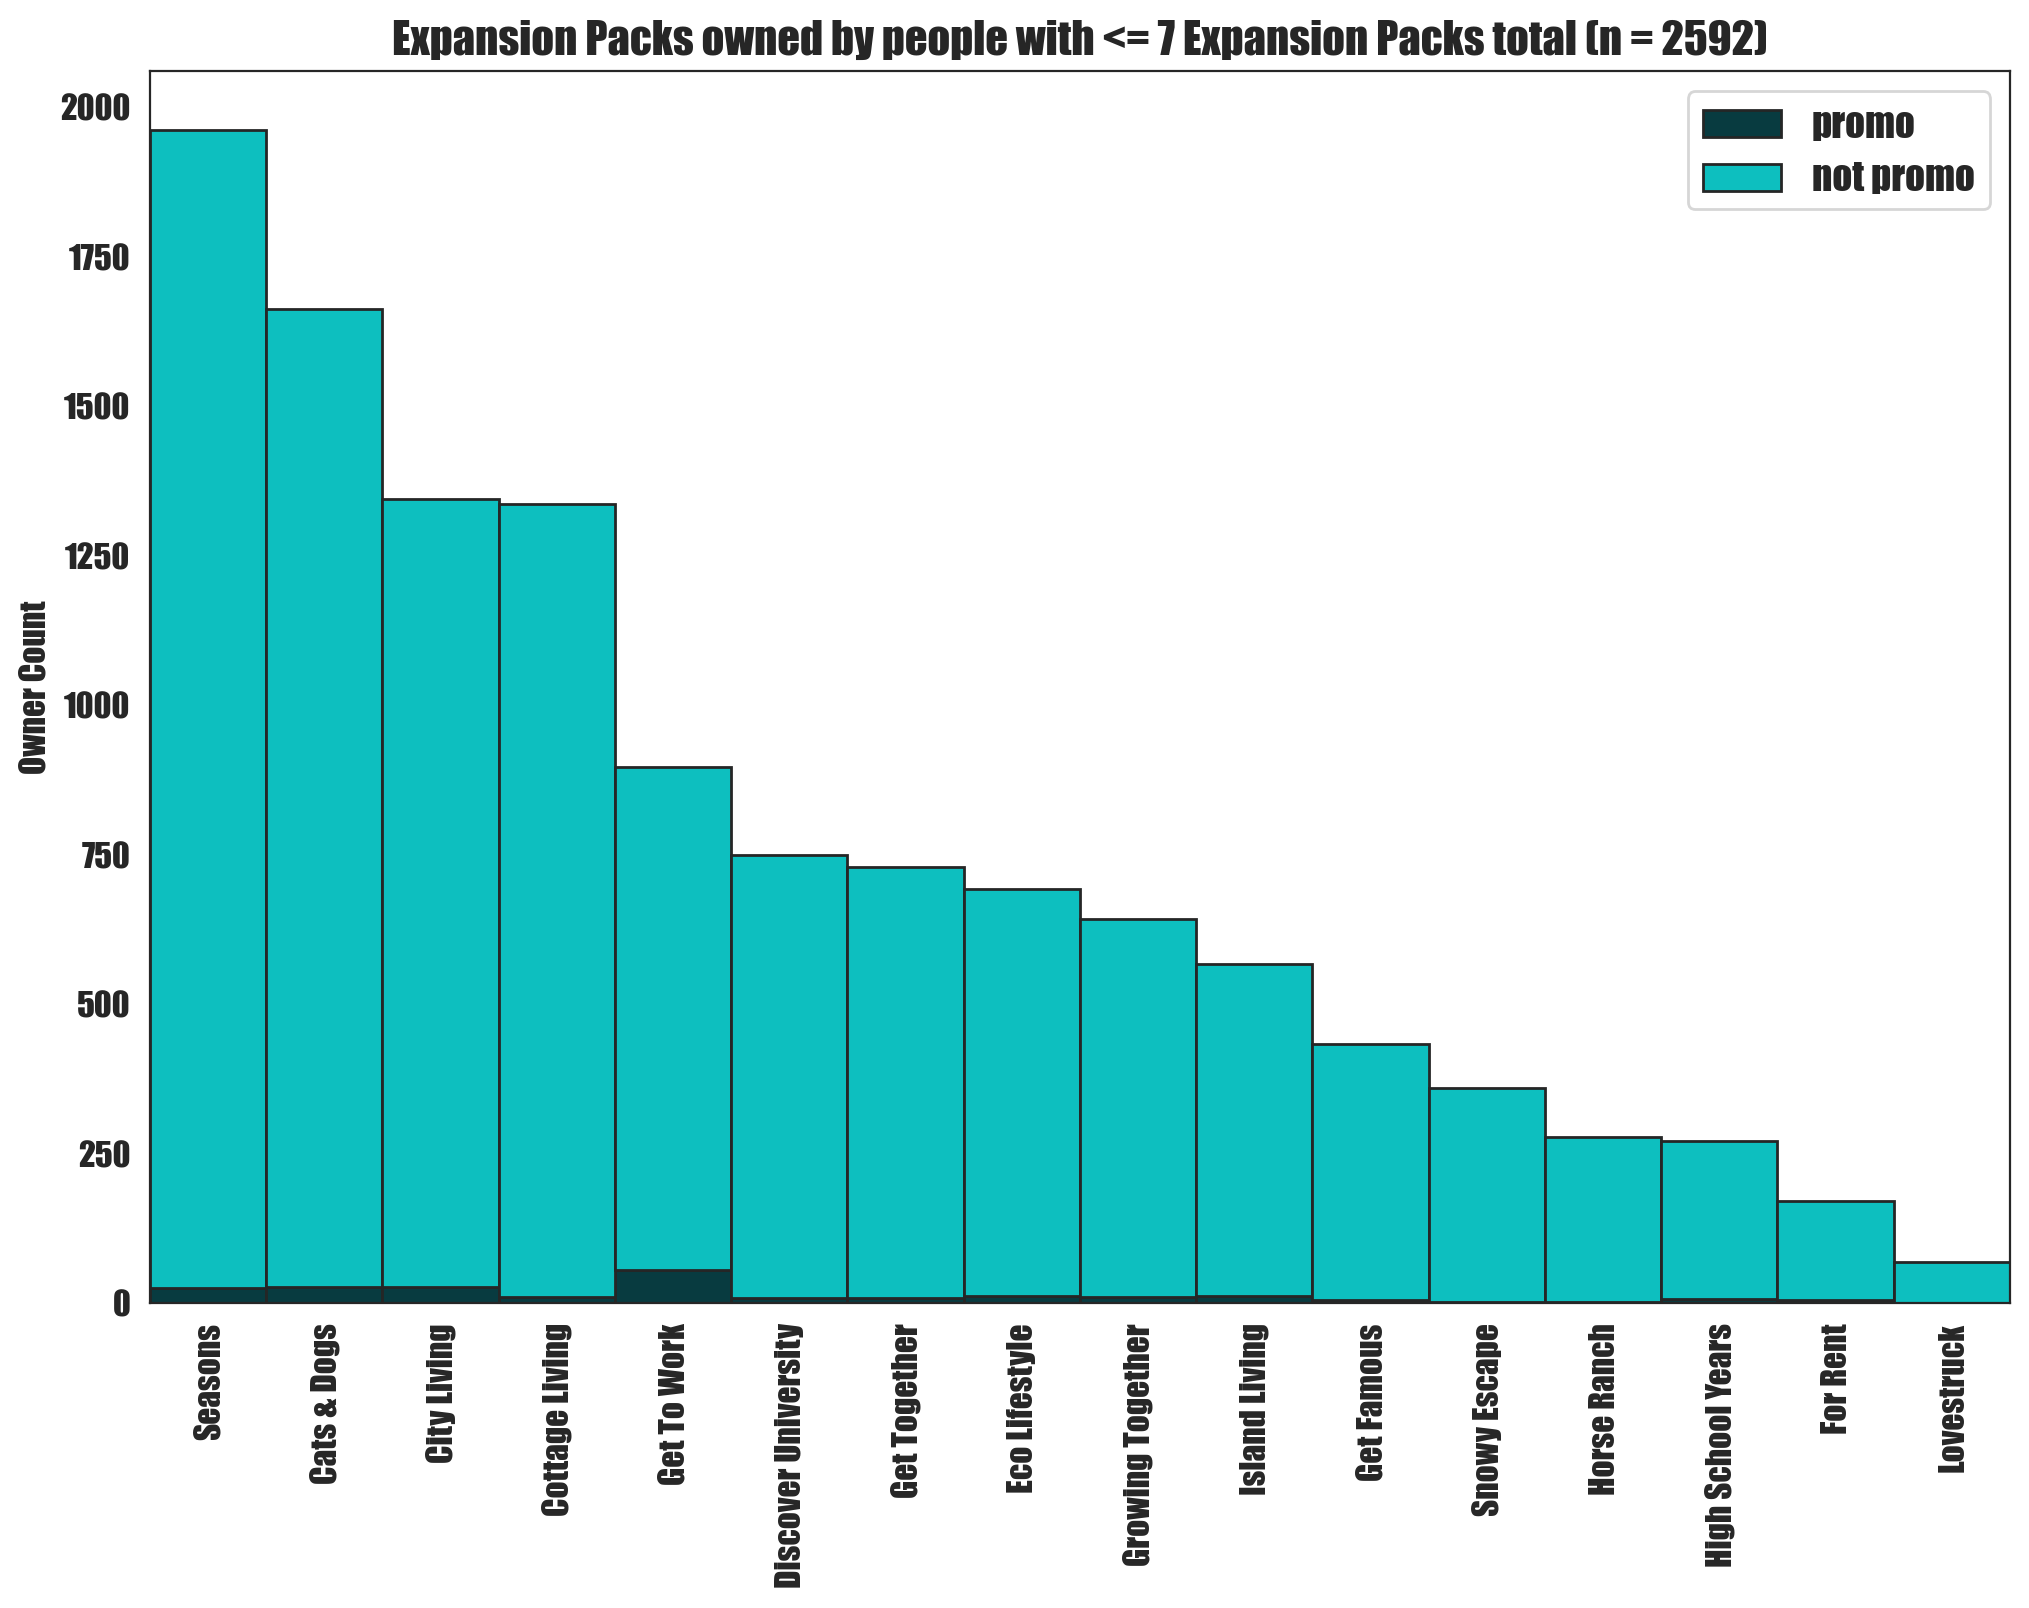 Expansion Packs owned by people with <= 7 Expansion Packs total (n = 2592)
promo
not promo
Owner Count
2000
1750
1500
1250
1000
750
500
250
0
Seasons
Cats & Dogs
City Living
Cottage Living
Get To Work
Discover University
Get Together
Eco Lifestyle
Growing Together
Island Living
Get Famous
Snowy Escape
Horse Ranch
High School Years
For Rent
Lovestruck